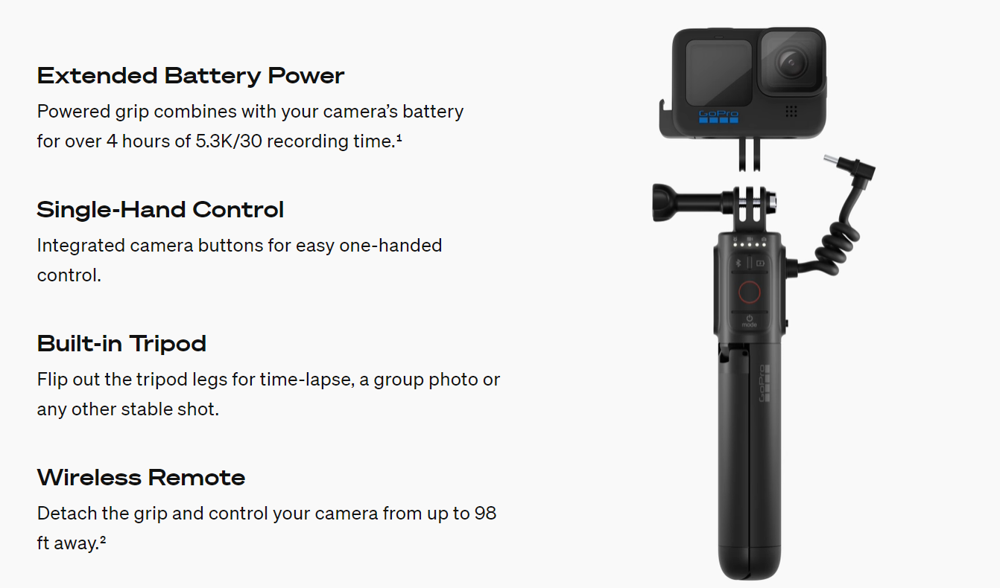 Extended Battery Power
Powered grip combines with your camera’s battery
for over 4 hours of 5.3K/30 recording time.¹
Single-Hand Control
Integrated camera buttons for easy one-handed
control.
Built-in Tripod
Flip out the tripod legs for time-lapse, a group photo or
any other stable shot.
Wireless Remote
Detach the grip and control your camera from up to 98
ft away.²
GoPro
mode
GoPro